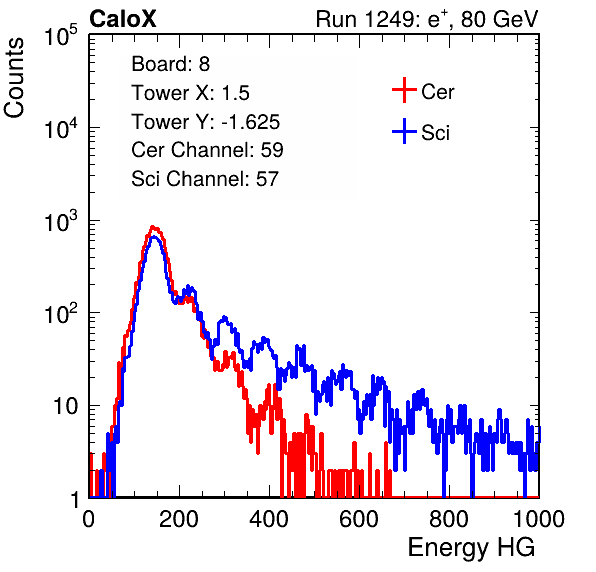 CaloX Run 1249: e⁺, 80 GeV
Counts
Board: 8
Tower X: 1.5
Tower Y: -1.625
Cer Channel: 59
Sci Channel: 57
Cer
Sci
10⁵
10⁴
10³
10²
10
1
0 200 400 600 800 1000
Energy HG